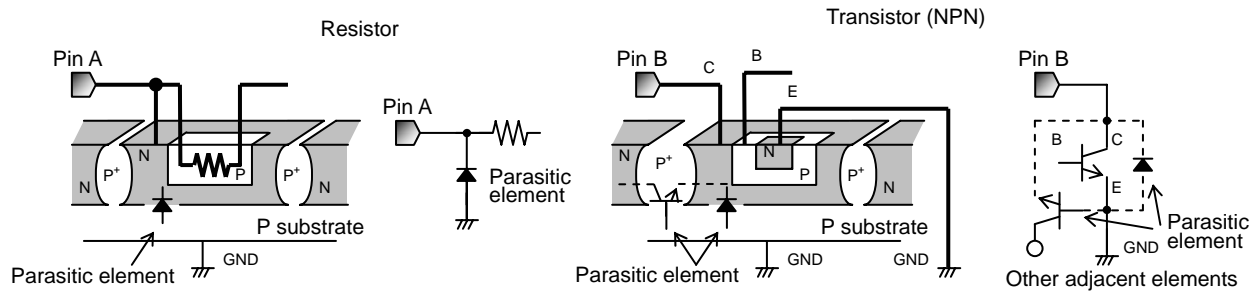 Resistor
Pin A
N
N
P+
P
P+
N
Parasitic element
P substrate
GND
Pin A
Parasitic
element
Transistor (NPN)
Pin B
C
B
E
N
P+
N
P
P+
N
P substrate
Parasitic element
GND
GND
Pin B
B
C
E
GND
Parasitic
element
Other adjacent elements